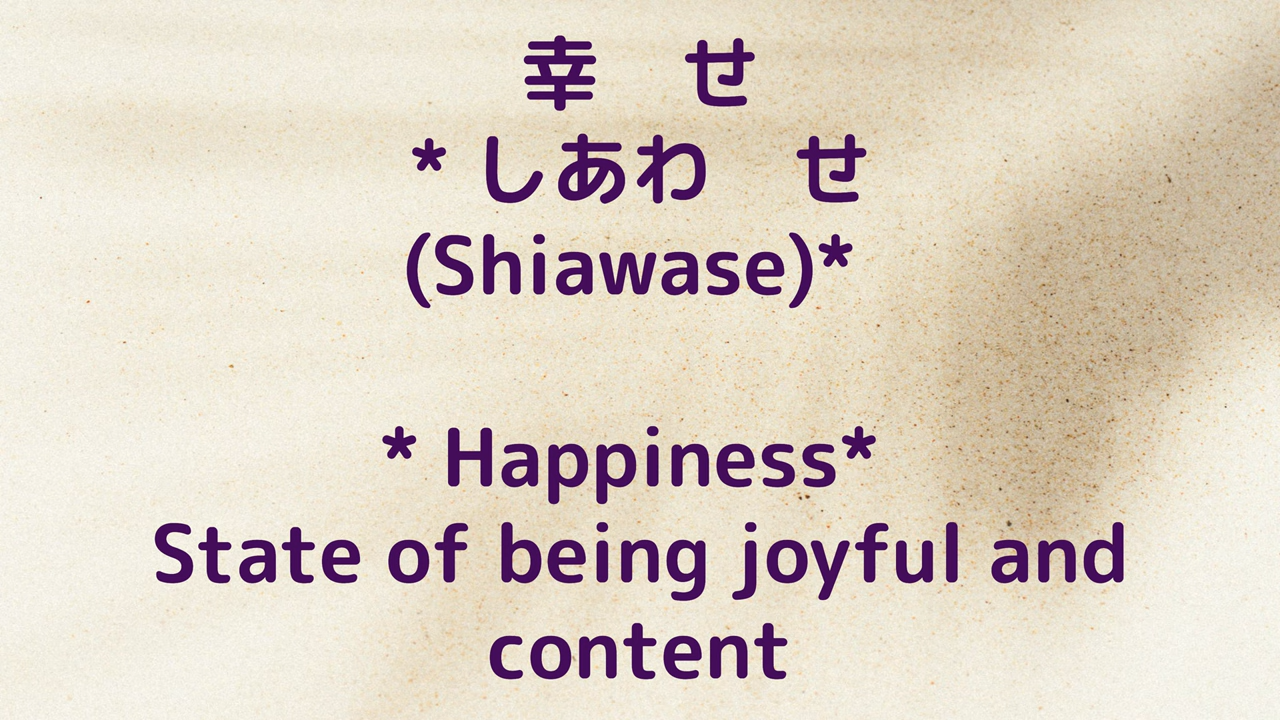 幸　せ
* しあわ　せ
(Shiawase)*
* Happiness*
State of being joyful and
content